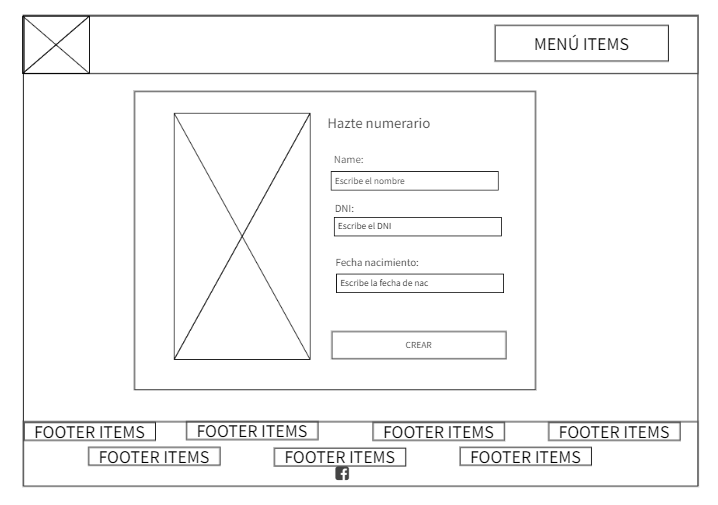 MENÚ ITEMS
Hazte numerario
Name:
Escribe el nombre
DNI:
Escribe el DNI
Fecha nacimiento:
Escribe la fecha de nac
CREAR
FOOTER ITEMS FOOTER ITEMS FOOTER ITEMS FOOTER ITEMS
FOOTER ITEMS FOOTER ITEMS FOOTER ITEMS